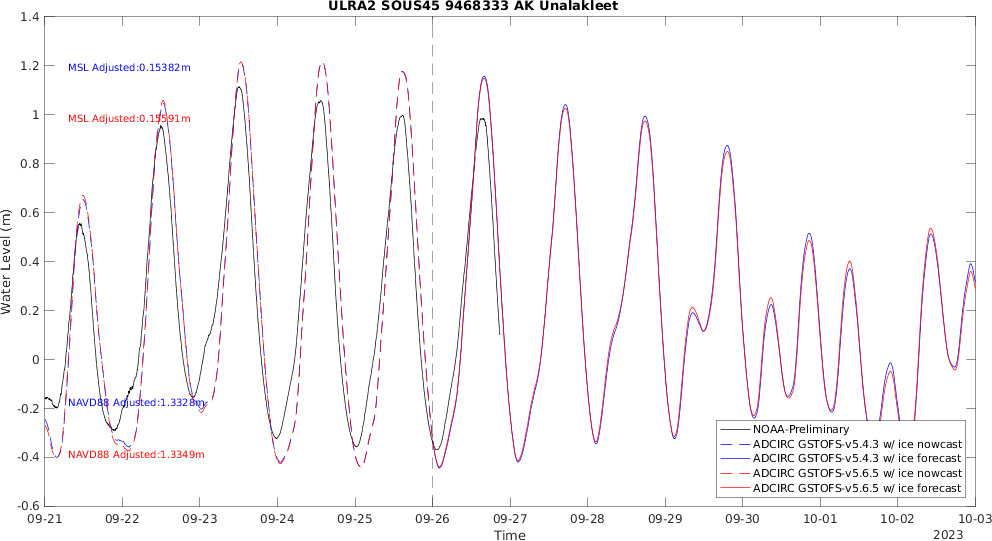 ULRA2 SOUS45 9468333 AK Unalakleet
1.4
1.2
1
0.8
0.6
0.4
0.2
0
-0.2
-0.4
-0.6
Water Level (m)
MSL Adjusted:0.15382m
MSL Adjusted:0.15591m
NAVD88 Adjusted:1.3328m
NAVD88 Adjusted:1.3349m
NOAA-Preliminary
ADCIRC GSTOFS-v5.4.3 w/ ice nowcast
ADCIRC GSTOFS-v5.4.3 w/ ice forecast
ADCIRC GSTOFS-v5.6.5 w/ ice nowcast
ADCIRC GSTOFS-v5.6.5 w/ ice forecast
09-21 09-22 09-23 09-24 09-25 09-26 09-27 09-28 09-29 09-30 10-01 10-02 10-03
Time
2023